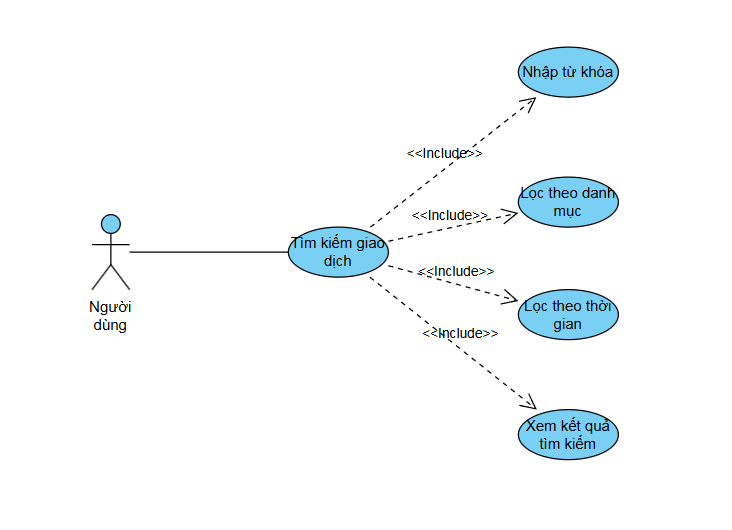 Nhập từ khóa
<<Include>>
Lọc theo danh
mục
<<Include>>
Tìm kiếm giao
dịch
<<Include>>
Người
dùng
Lọc theo thời
gian
<<Include>>
Xem kết quả
tìm kiếm